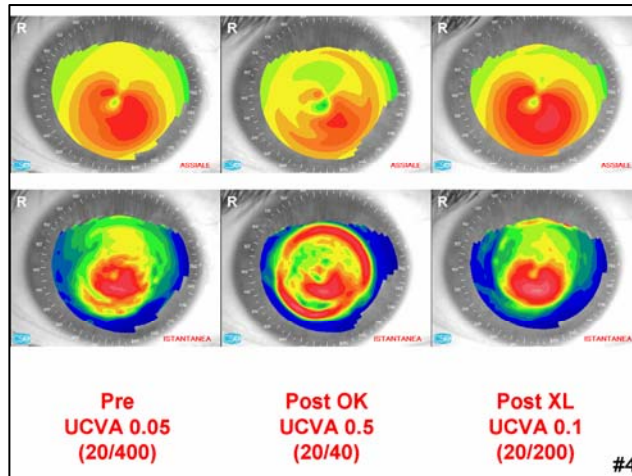 R
R
R
ASSIALE
ASSIALE
ASSIALE
R
R
R
ISTANTANEA
ISTANTANEA
ISTANTANEA
Pre
UCVA 0.05
(20/400)
Post OK
UCVA 0.5
(20/40)
Post XL
UCVA 0.1
(20/200)
#4